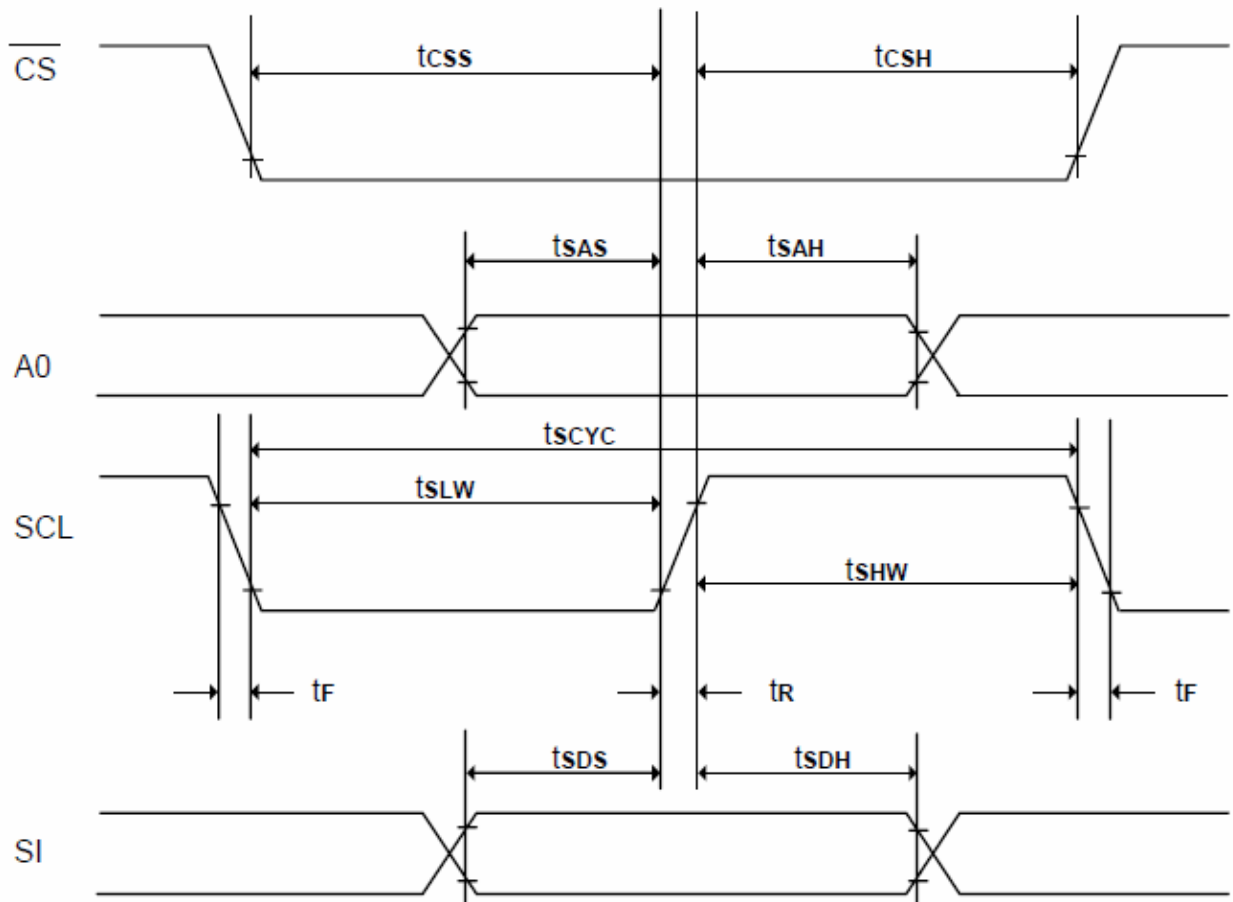 CS
tCSS
tCSH
tSAS
tSAH
A0
tSCYC
tSLW
SCL
tSHW
tF
tR
tF
tSDS
tSDH
SI